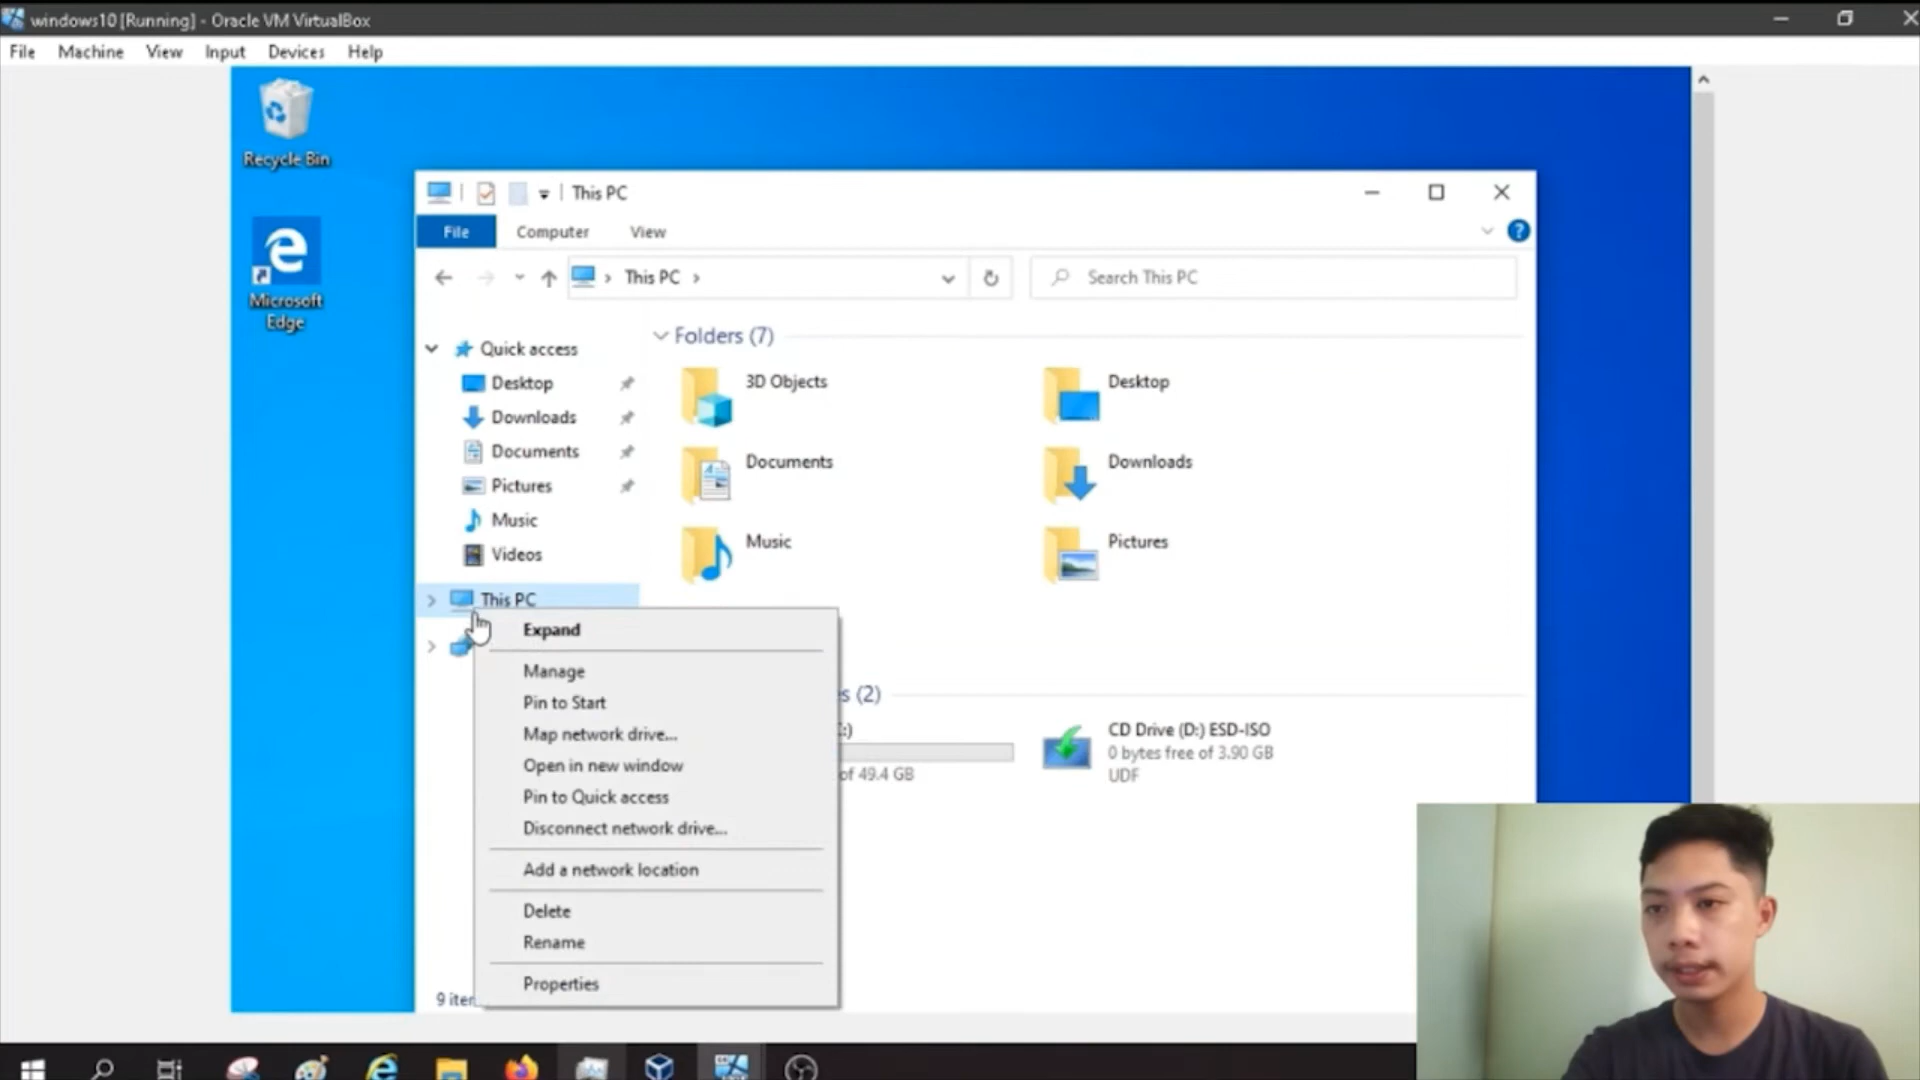 windows10 [Running] - Oracle VM VirtualBox
File Machine View Input Devices Help
Recycle Bin
Microsoft
Edge
This PC
File Computer View
This PC
Search This PC
Quick access
Desktop
Downloads
Documents
Pictures
Music
Videos
This PC
Folders (7)
3D Objects
Desktop
Documents
Downloads
Music
Pictures
Expand
Manage
Pin to Start
Map network drive...
Open in new window
Pin to Quick access
Disconnect network drive...
Add a network location
Delete
Rename
Properties
(2)
of 49.4 GB
CD Drive (D:) ESD-ISO
0 bytes free of 3.90 GB
UDF
9